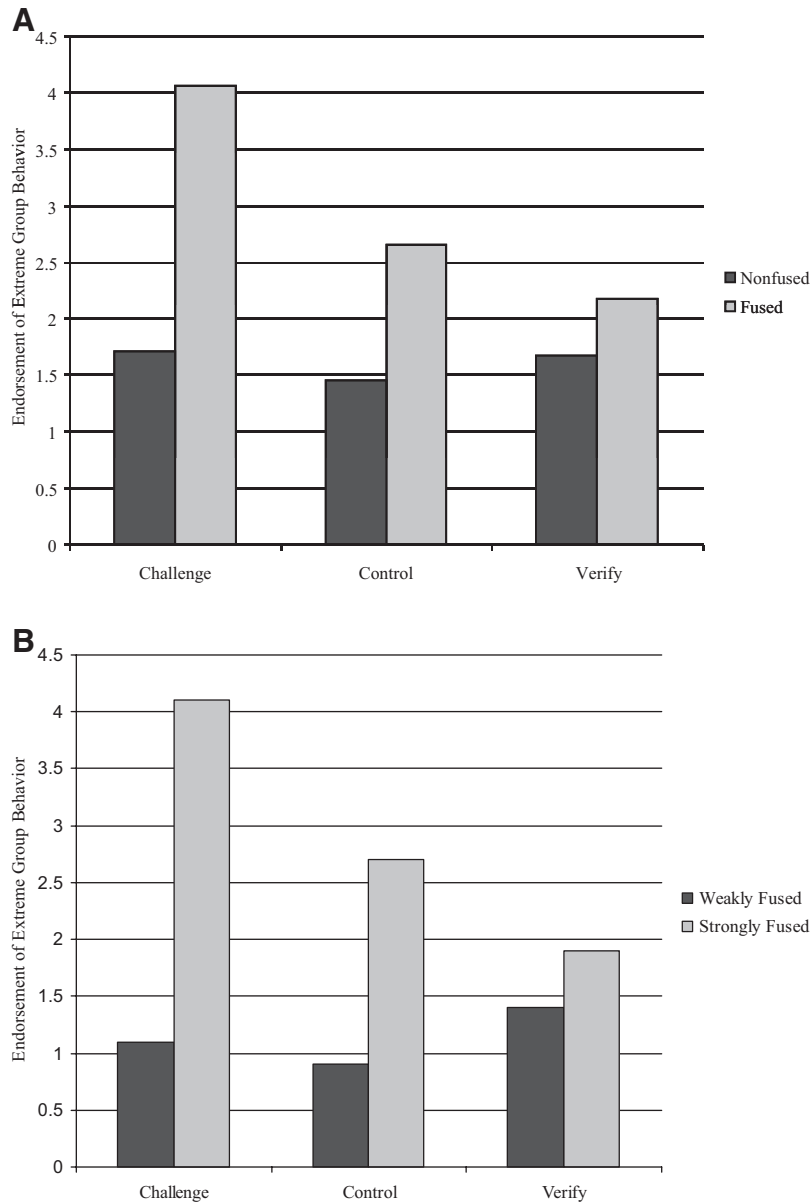 A
4.5
4
3.5
3
2.5
2
1.5
1
0.5
0
Endorsement of Extreme Group Behavior
Challenge Control Verify
Nonfused
Fused
B
4.5
4
3.5
3
2.5
2
1.5
1
0.5
0
Endorsement of Extreme Group Behavior
Challenge Control Verify
Weakly Fused
Strongly Fused